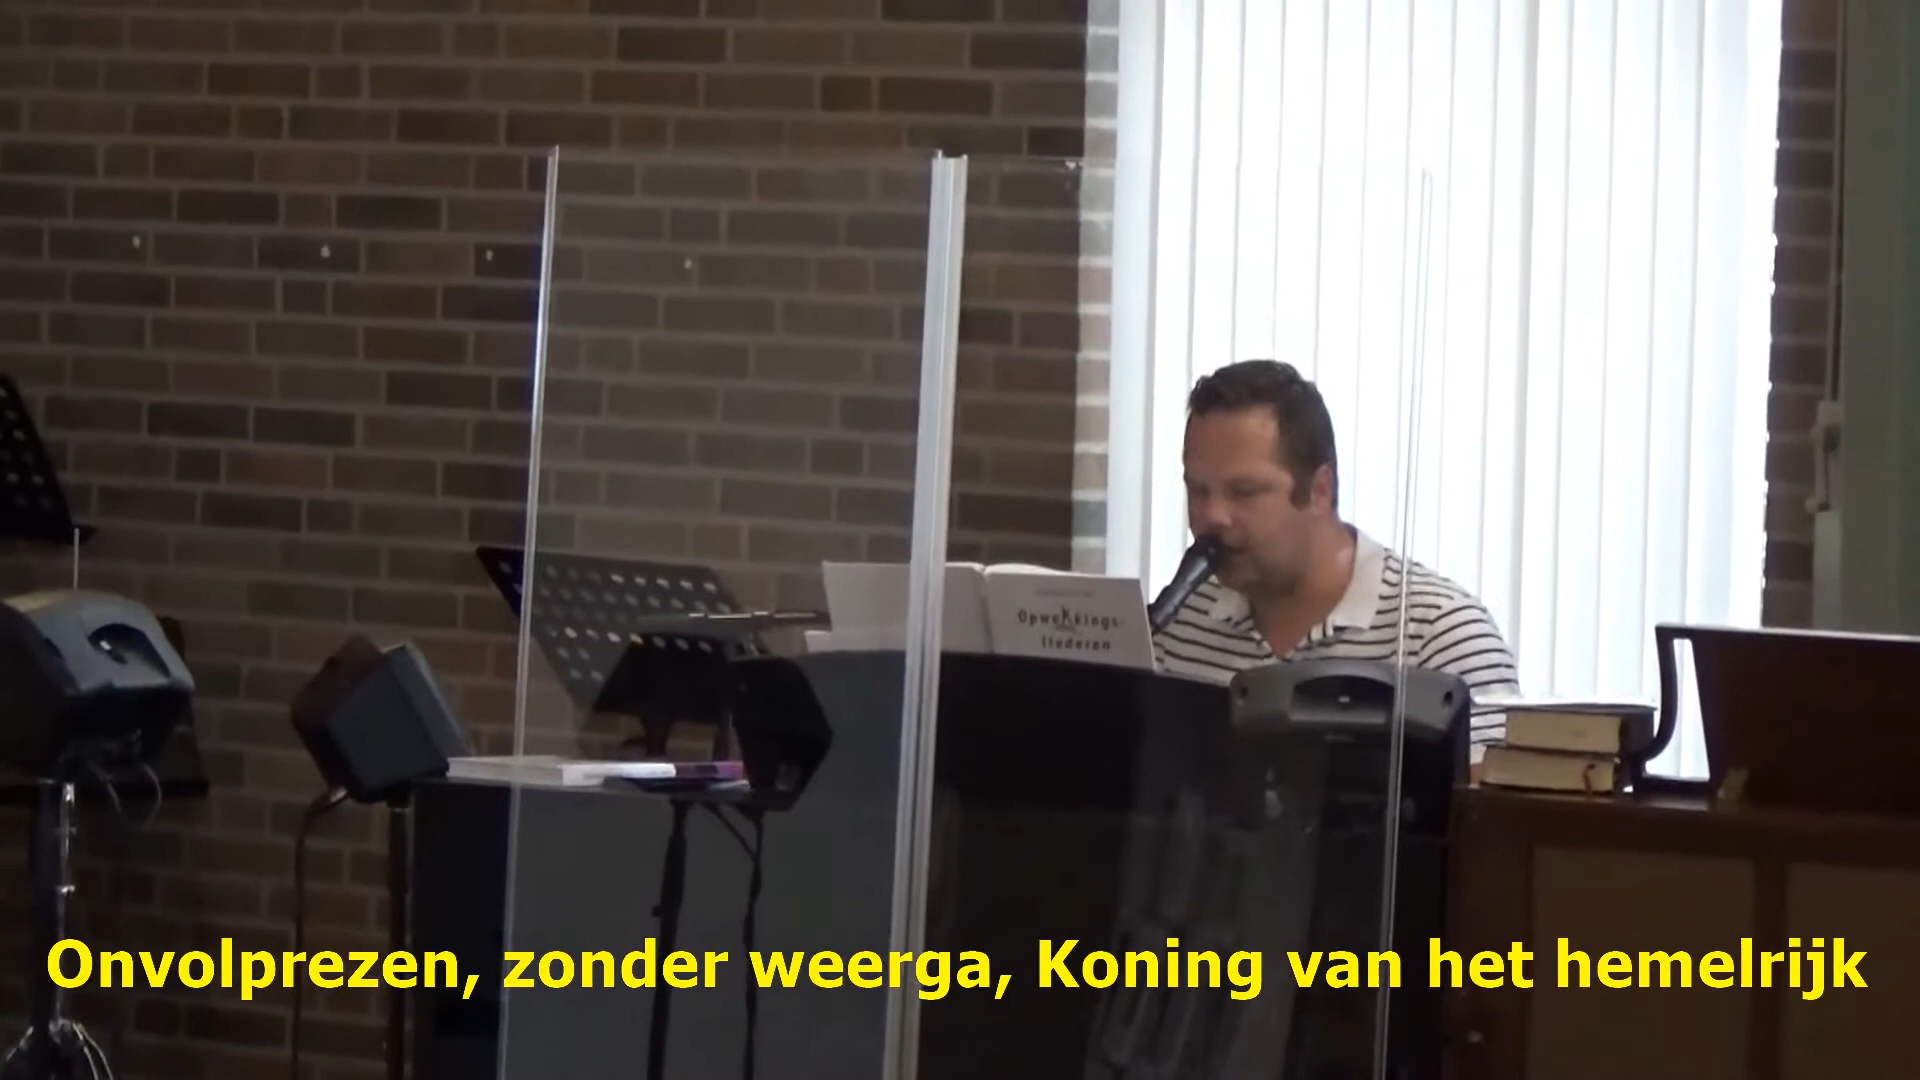 Opwekkings-
liederen
Onvolprezen, zonder weerga, Koning van het hemelrijk